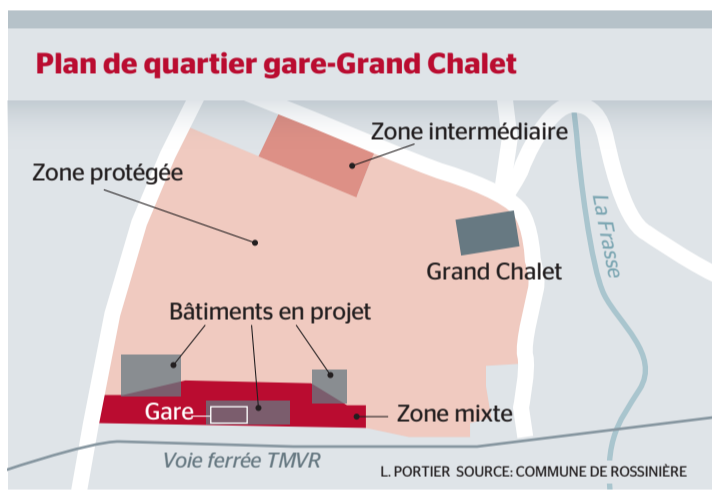 Plan de quartier gare-Grand Chalet
Zone intermédiaire
Zone protégée
La Frasse
Grand Chalet
Bâtiments en projet
Gare
Zone mixte
Voie ferrée TMVR
L. PORTIER SOURCE: COMMUNE DE ROSSINIÈRE